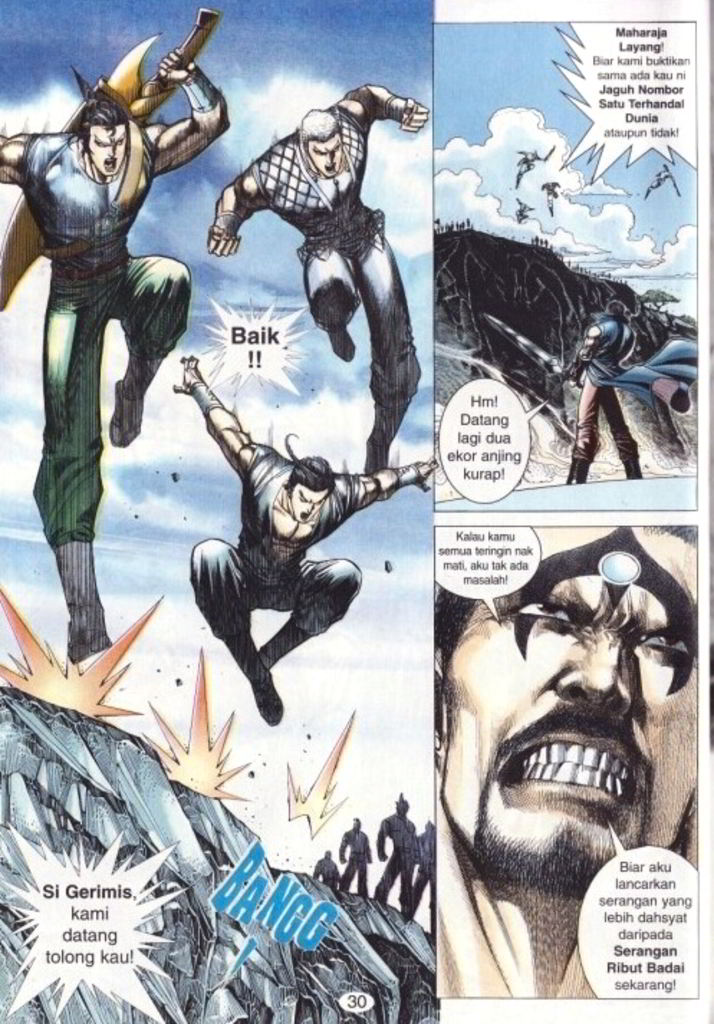 Baik
!!
Si Gerimis,
kami
datang
tolong kau!
BANGG
!
30
Maharaja
Layang!
Biar kami buktikan
sama ada kau ni
Jaguh Nombor
Satu Terhandal
Dunia
ataupun tidak!
Hm!
Datang
lagi dua
ekor anjing
kurap!
Kalau kamu
semua teringin nak
mati, aku tak ada
masalah!
Biar aku
lancarkan
serangan yang
lebih dahsyat
daripada
Serangan
Ribut Badai
sekarang!